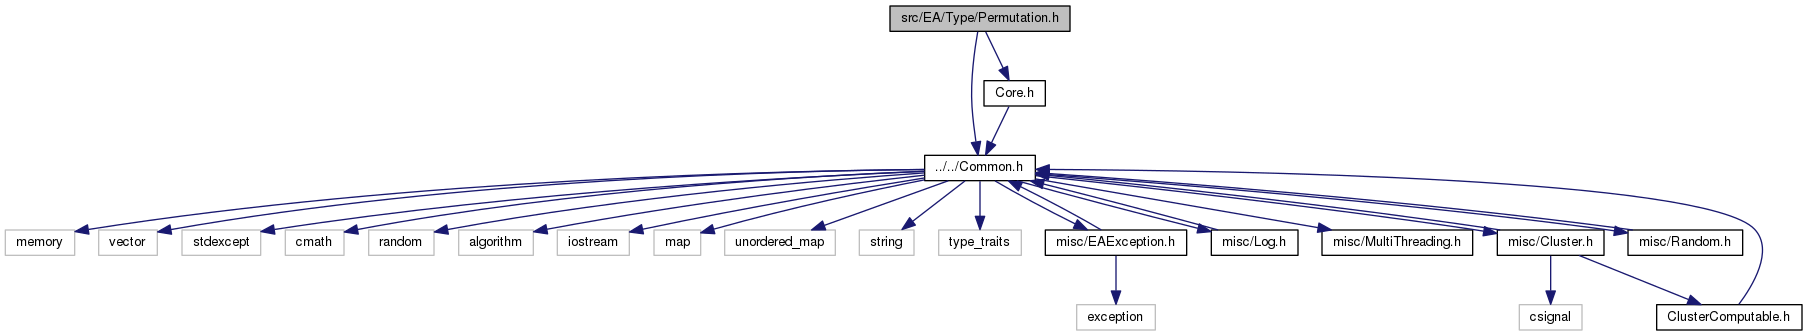 src/EA/Type/Permutation.h
Core.h
../../Common.h
memory
vector
stdexcept
cmath
random
algorithm
iostream
map
unordered_map
string
type_traits
misc/EAException.h
misc/Log.h
misc/MultiThreading.h
misc/Cluster.h
misc/Random.h
exception
csignal
ClusterComputable.h